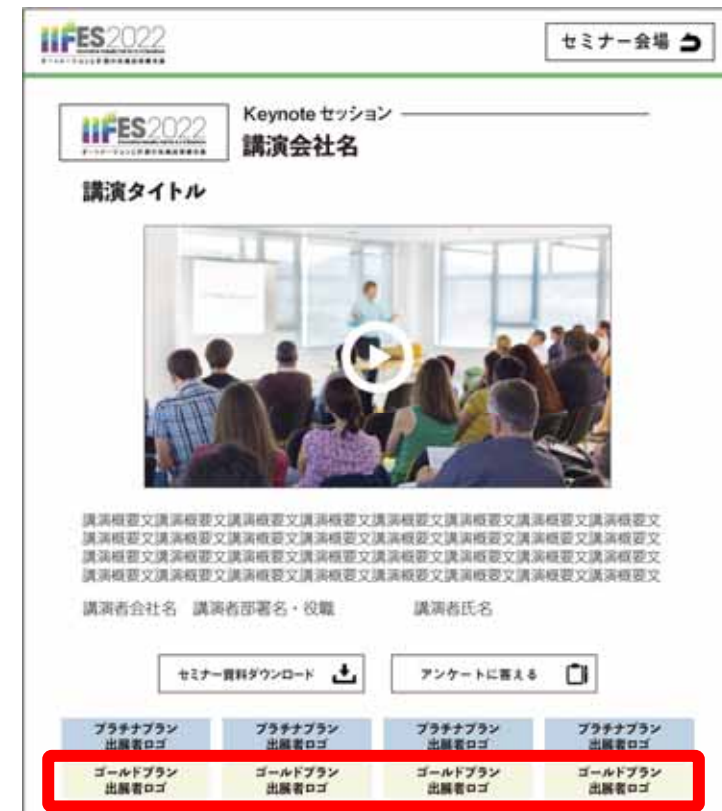 IIFES2022
セミナー会場
IIFES2022
Keynote セッション
講演会社名
講演タイトル
講演概要文講演概要文講演概要文講演概要文講演概要文講演概要文講演概要文講演概要文
講演概要文講演概要文講演概要文講演概要文講演概要文講演概要文講演概要文講演概要文
講演概要文講演概要文講演概要文講演概要文講演概要文講演概要文講演概要文講演概要文
講演概要文講演概要文講演概要文講演概要文講演概要文講演概要文講演概要文講演概要文
講演者会社名 講演者部署名・役職 講演者氏名
セミナー資料ダウンロード アンケートに答える
プラチナプラン プラチナプラン プラチナプラン プラチナプラン
出展者ロゴ 出展者ロゴ 出展者ロゴ 出展者ロゴ
ゴールドプラン ゴールドプラン ゴールドプラン ゴールドプラン
出展者ロゴ 出展者ロゴ 出展者ロゴ 出展者ロゴ